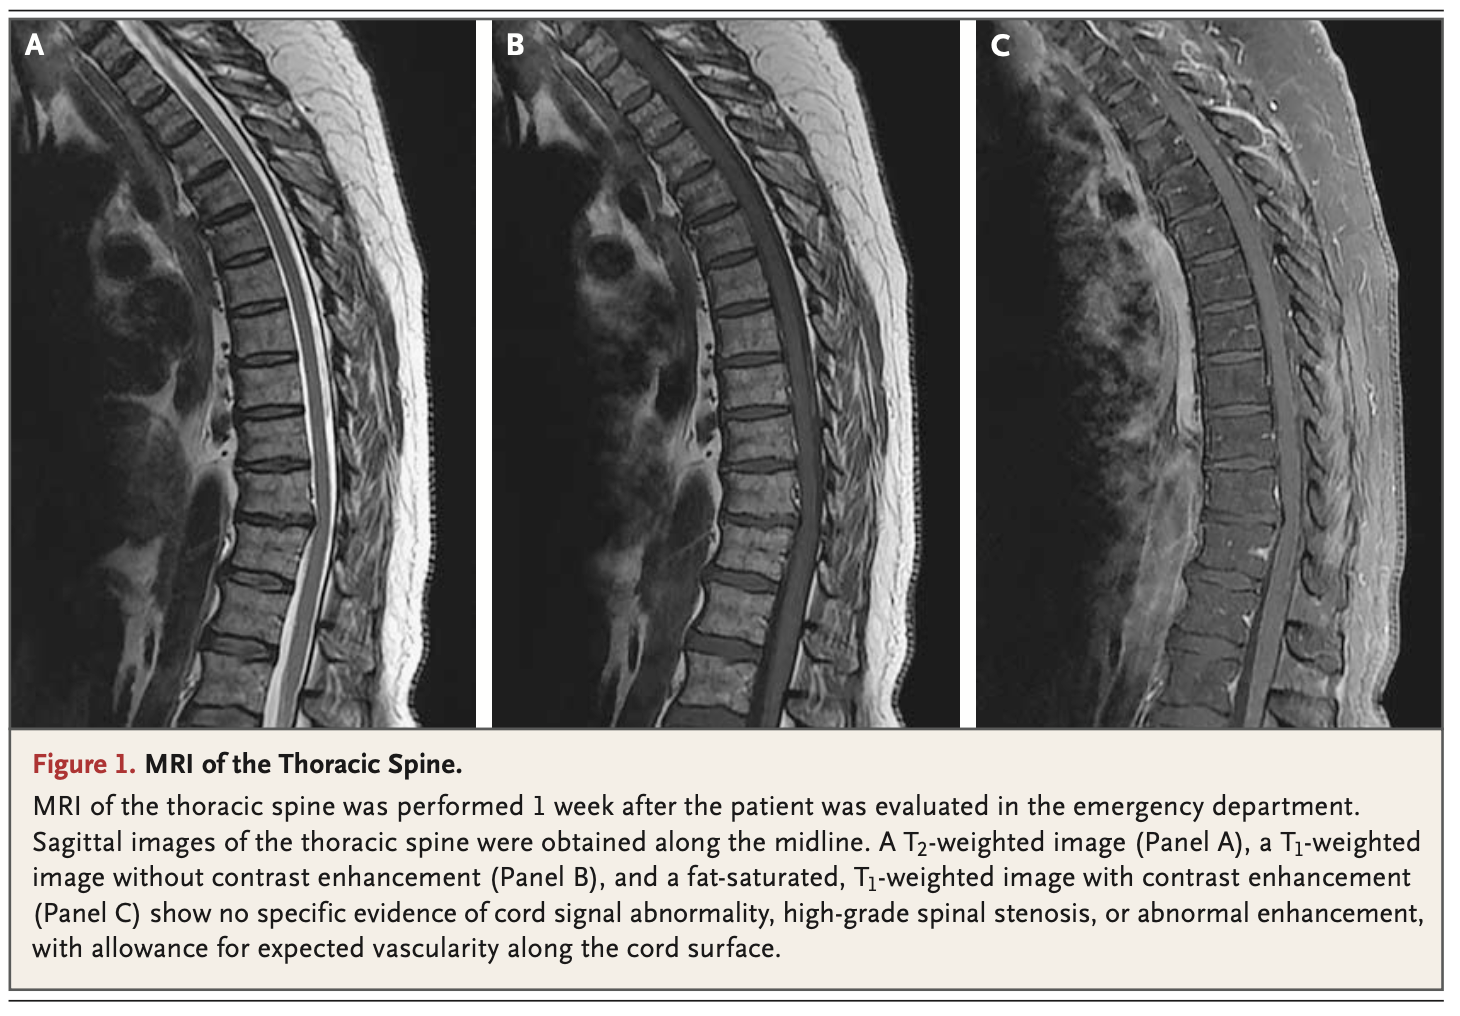 A
B
C
Figure 1. MRI of the Thoracic Spine.
MRI of the thoracic spine was performed 1 week after the patient was evaluated in the emergency department.
Sagittal images of the thoracic spine were obtained along the midline. A T2-weighted image (Panel A), a T1-weighted
image without contrast enhancement (Panel B), and a fat-saturated, T1-weighted image with contrast enhancement
(Panel C) show no specific evidence of cord signal abnormality, high-grade spinal stenosis, or abnormal enhancement,
with allowance for expected vascularity along the cord surface.